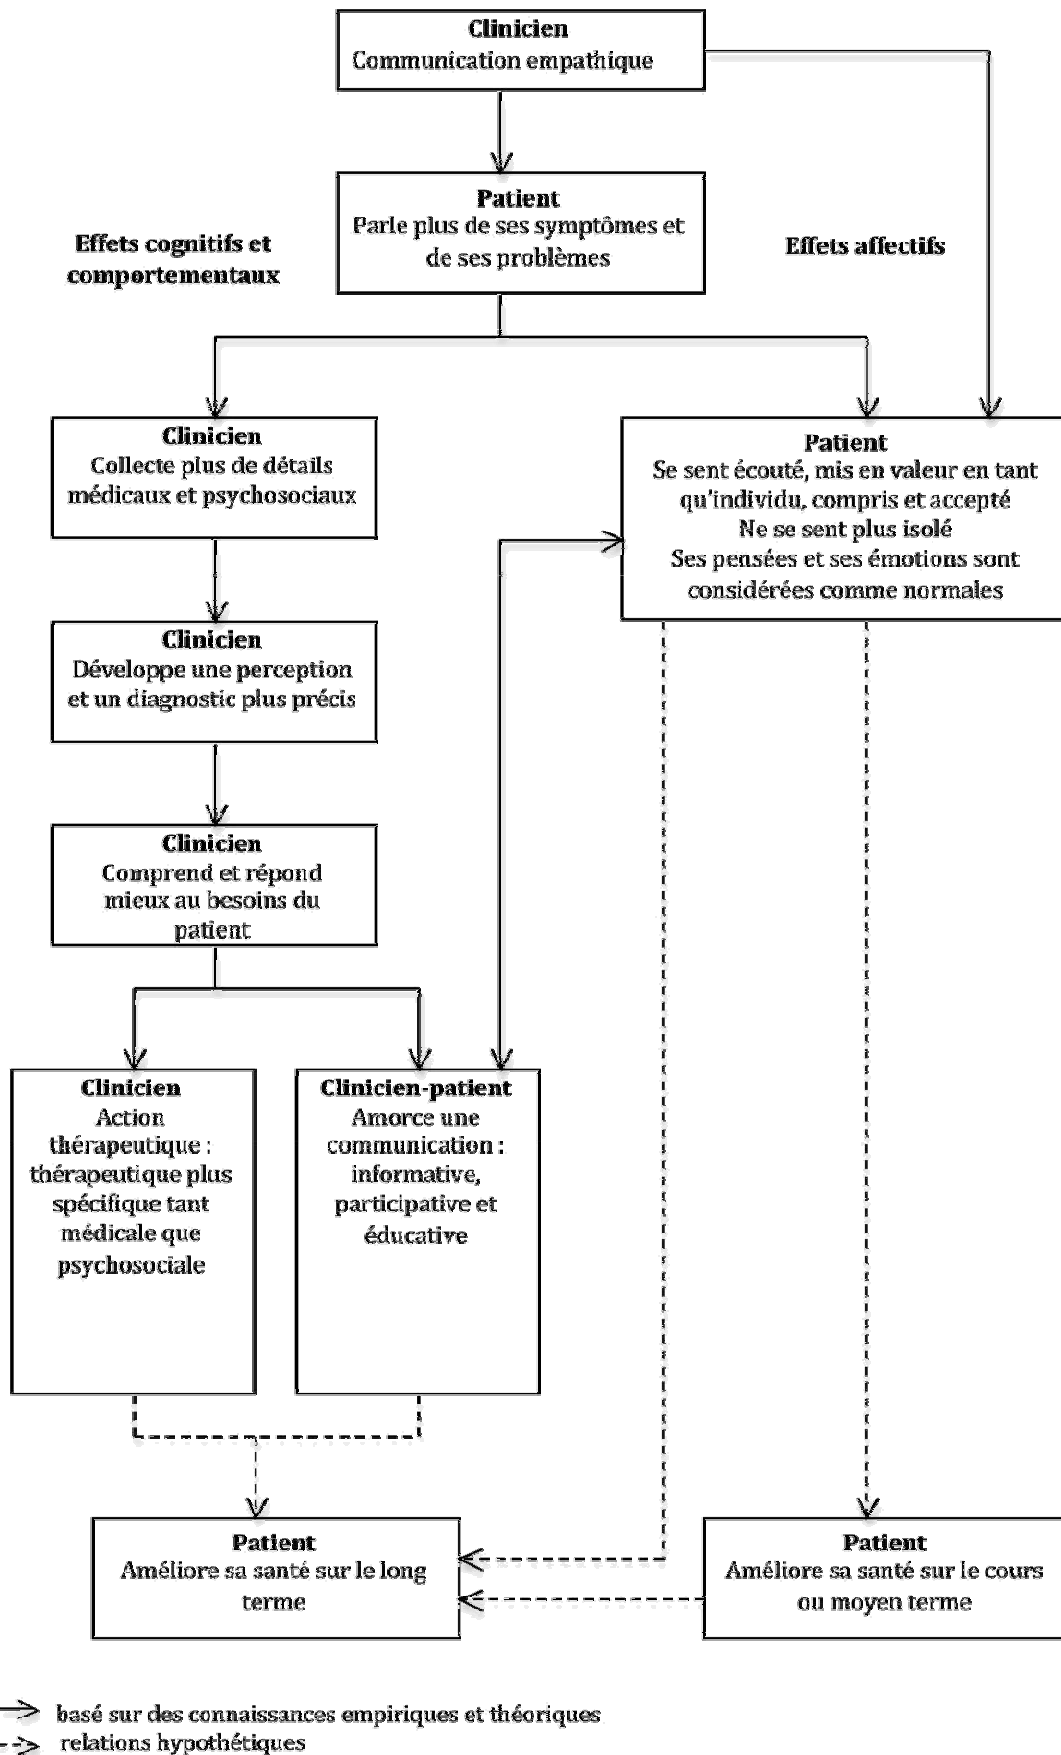 Clinicien
Communication empathique
Patient
Parle plus de ses symptômes et
de ses problèmes
Effets cognitifs et
comportementaux
Effets affectifs
Clinicien
Collecte plus de détails
médicaux et psychosociaux
Patient
Se sent écouté, mis en valeur en tant
qu'individu, compris et accepté
Ne se sent plus isolé
Ses pensées et ses émotions sont
considérées comme normales
Clinicien
Développe une perception
et un diagnostic plus précis
Clinicien
Comprend et répond
mieux au besoins du
patient
Clinicien
Action
thérapeutique :
thérapeutique plus
spécifique tant
médicale que
psychosociale
Clinicien-patient
Amorce une
communication :
informative,
participative et
éducative
Patient
Améliore sa santé sur le long
terme
Patient
Améliore sa santé sur le cours
ou moyen terme
basé sur des connaissances empiriques et théoriques
relations hypothétiques